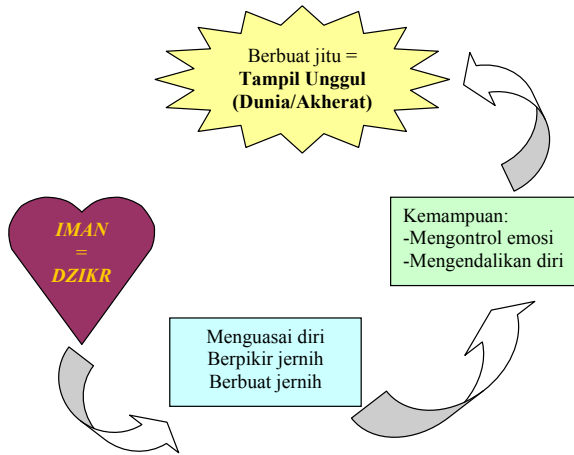 Berbuat jitu =
Tampil Unggul
(Dunia/Akherat)
IMAN
=
DZIKR
Kemampuan:
-Mengontrol emosi
-Mengendalikan diri
Menguasai diri
Berpikir jernih
Berbuat jernih